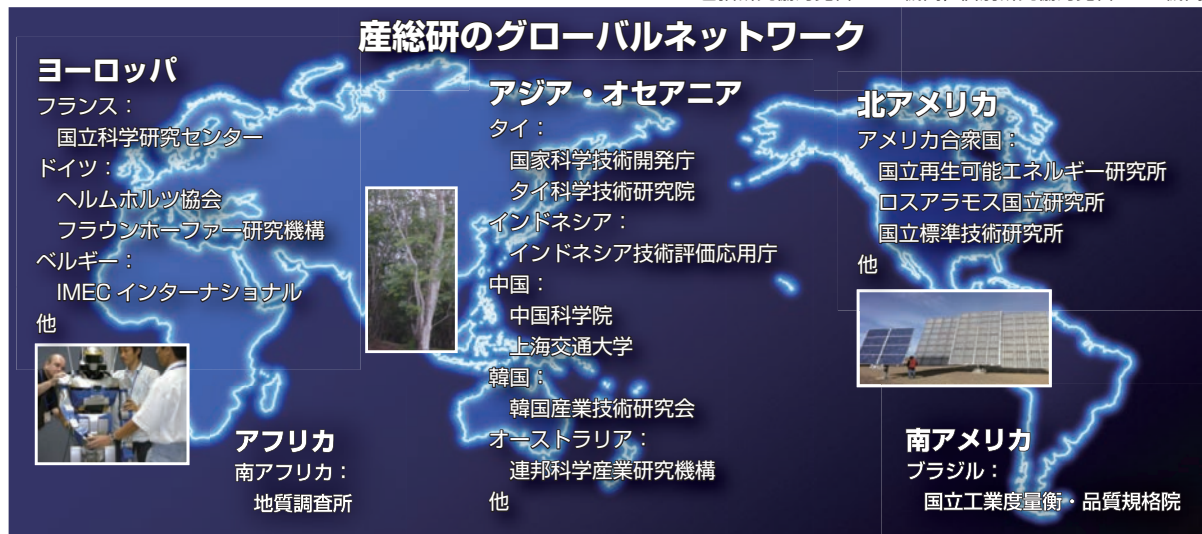 産総研のグローバルネットワーク
ヨーロッパ
フランス：
国立科学研究センター
ドイツ：
ヘルムホルツ協会
フラウンホーファー研究機構
ベルギー：
IMEC インターナショナル
他
アフリカ
南アフリカ：
地質調査所
アジア・オセアニア
タイ：
国家科学技術開発庁
タイ科学技術研究院
インドネシア：
インドネシア技術評価応用庁
中国：
中国科学院
上海交通大学
韓国：
韓国産業技術研究会
オーストラリア：
連邦科学産業研究機構
他
北アメリカ
アメリカ合衆国：
国立再生可能エネルギー研究所
ロスアラモス国立研究所
国立標準技術研究所
他
南アメリカ
ブラジル：
国立工業度量衡・品質規格院